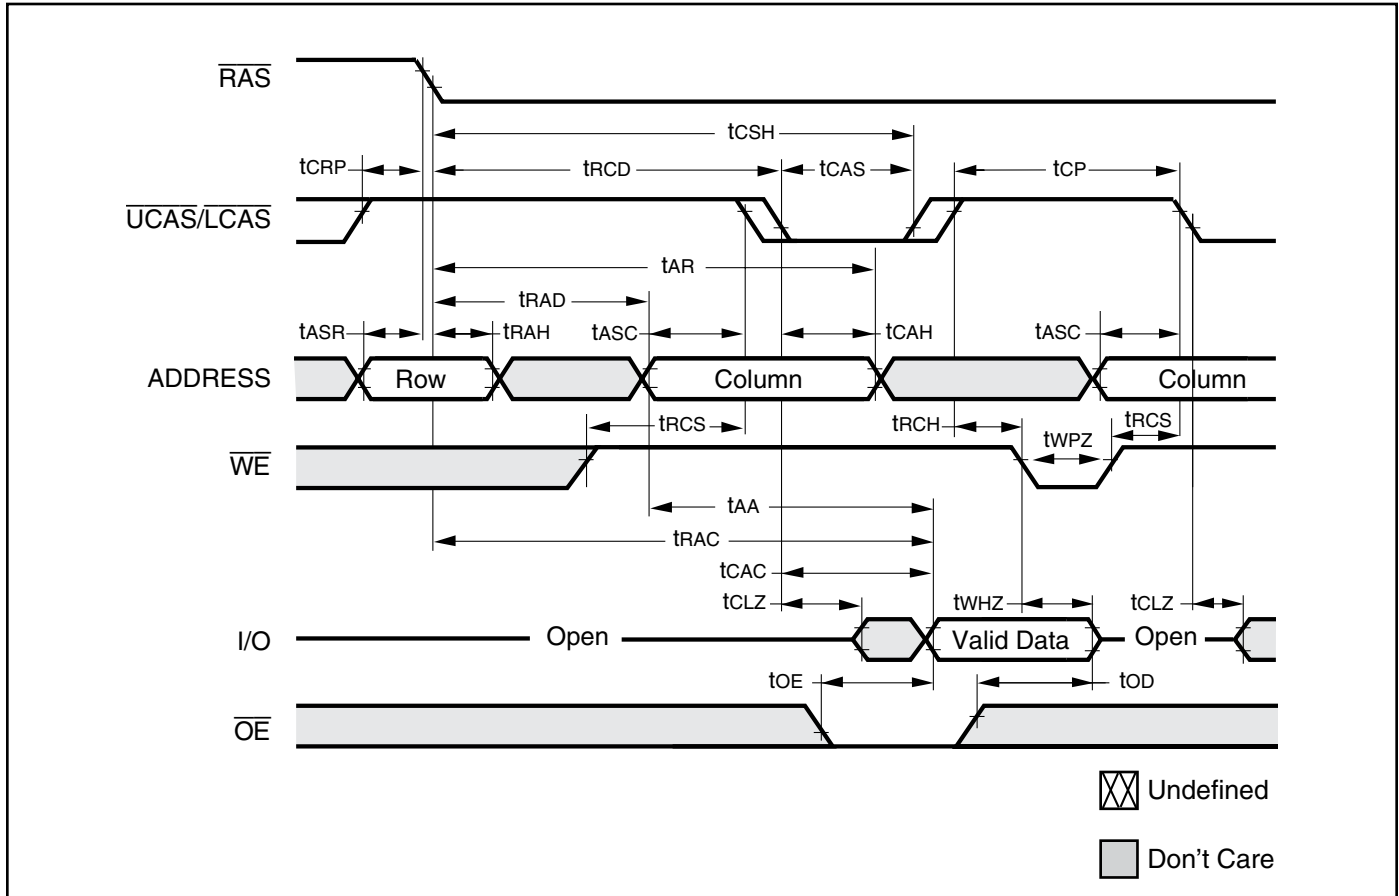 RAS
tCSH
tCRP
tRCD
tCAS
tCP
UCAS/LCAS
tAR
tRAD
tASR
tRAH
tASC
tCAH
tASC
ADDRESS
Row
Column
Column
tRCS
tRCH
tWPZ
tRCS
WE
tAA
tRAC
tCAC
tCLZ
tWHZ
tCLZ
I/O
Open
Valid Data
Open
tOE
tOD
OE
Undefined
Don't Care